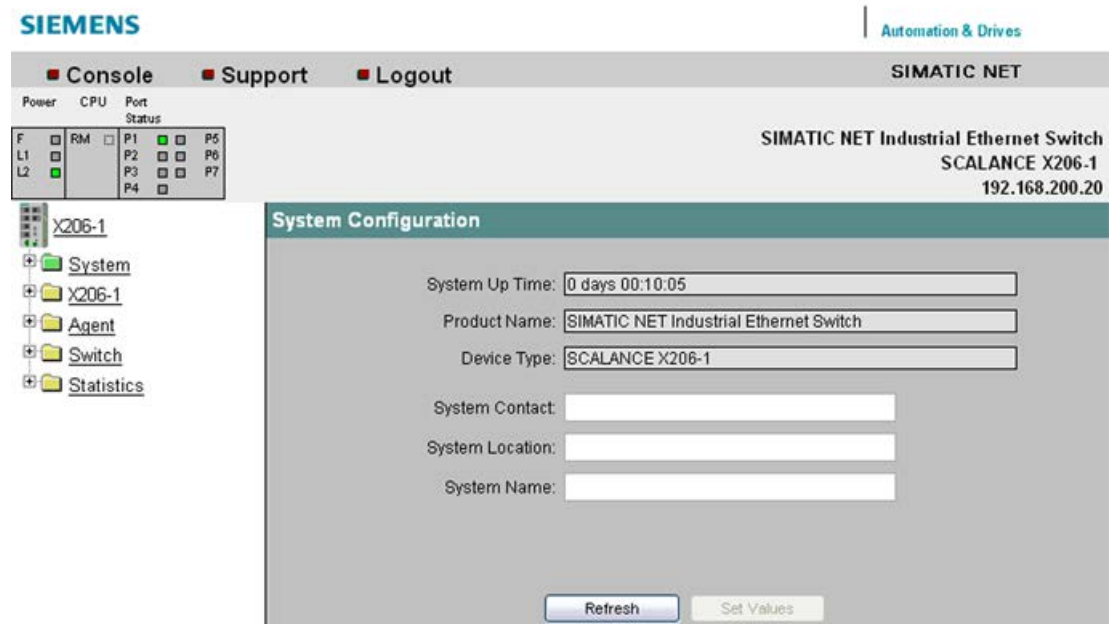 SIEMENS
Automation & Drives
Console Support Logout SIMATIC NET
Power CPU Port
Status
F RM P1 P5
L1 P2 P6
L2 P3 P7
P4
SIMATIC NET Industrial Ethernet Switch
SCALANCE X206-1
192.168.200.20
X206-1
System
X206-1
Agent
Switch
Statistics
System Configuration
System Up Time: 0 days 00:10:05
Product Name: SIMATIC NET Industrial Ethernet Switch
Device Type: SCALANCE X206-1
System Contact:
System Location:
System Name:
Refresh Set Values